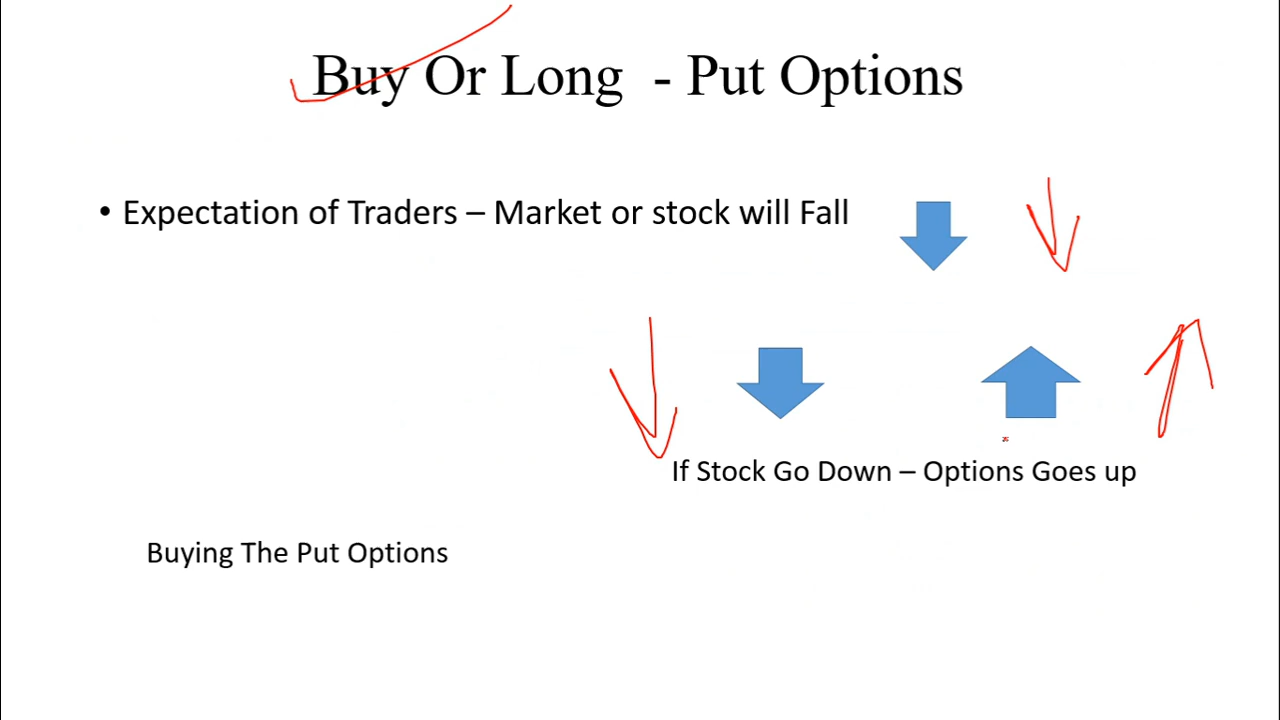 Buy Or Long - Put Options
• Expectation of Traders – Market or stock will Fall
If Stock Go Down – Options Goes up
Buying The Put Options